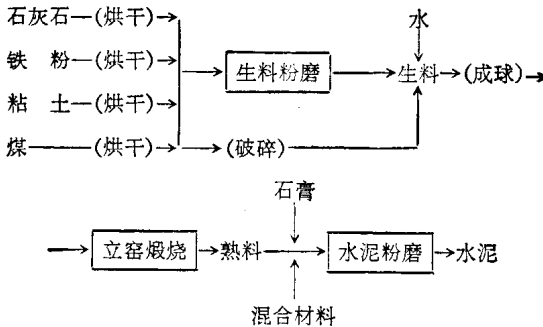 石灰石(烘干) 水
铁 粉(烘干) 生料粉磨 生料 (成球)
粘 土(烘干)
煤(烘干) (破碎)
石膏
立窑煅烧 熟料 水泥粉磨 水泥
混合材料